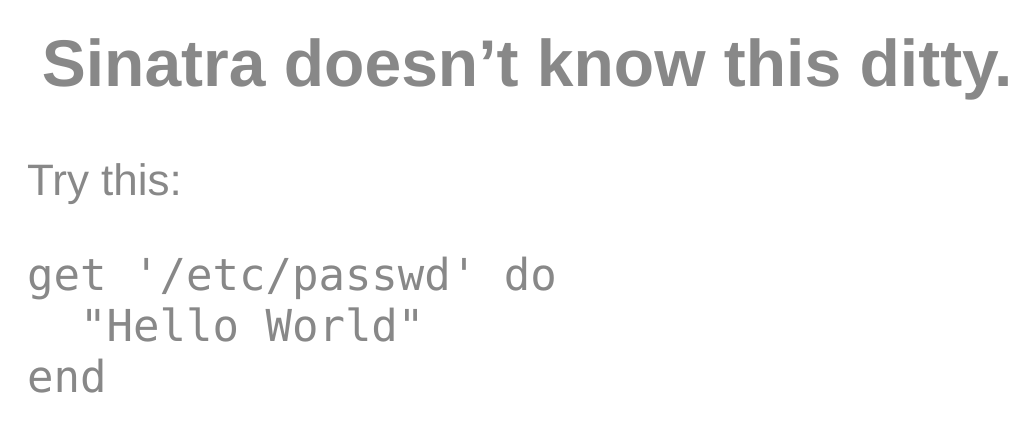 Sinatra doesn’t know this ditty.
Try this:
get '/etc/passwd' do
  "Hello World"
end